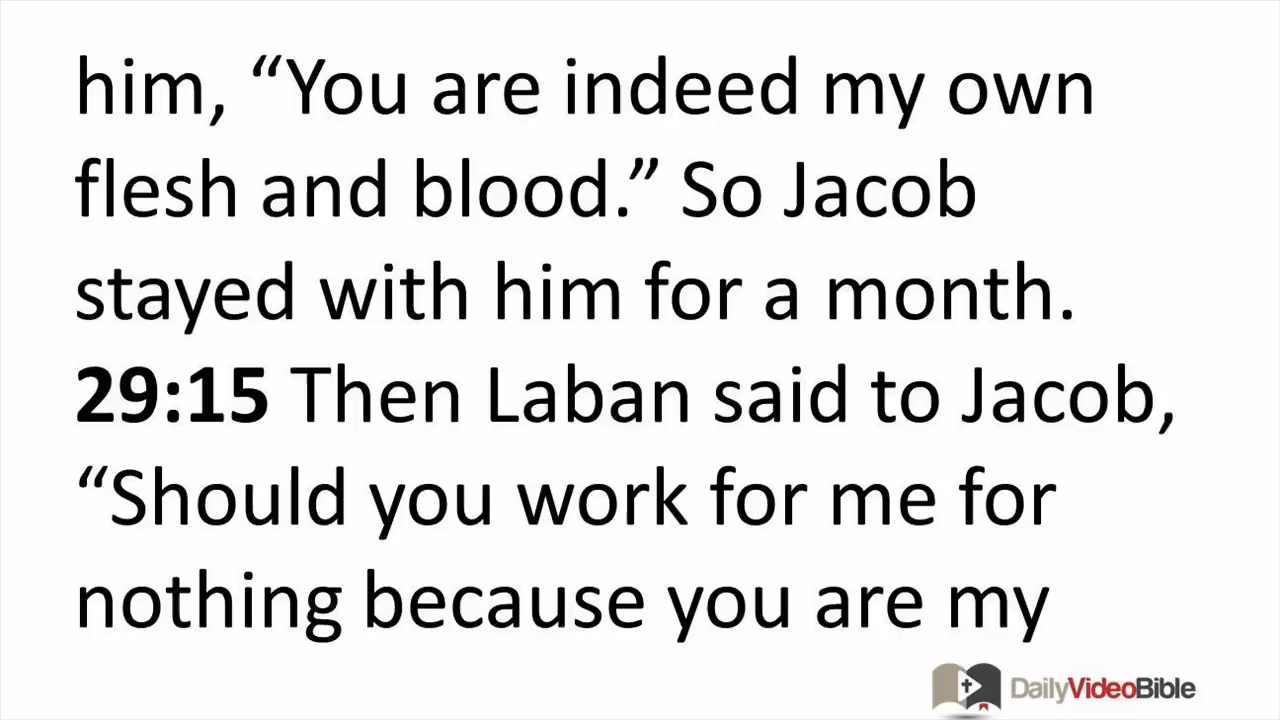 him, “You are indeed my own
flesh and blood.” So Jacob
stayed with him for a month.
29:15 Then Laban said to Jacob,
“Should you work for me for
nothing because you are my
DailyVideoBible